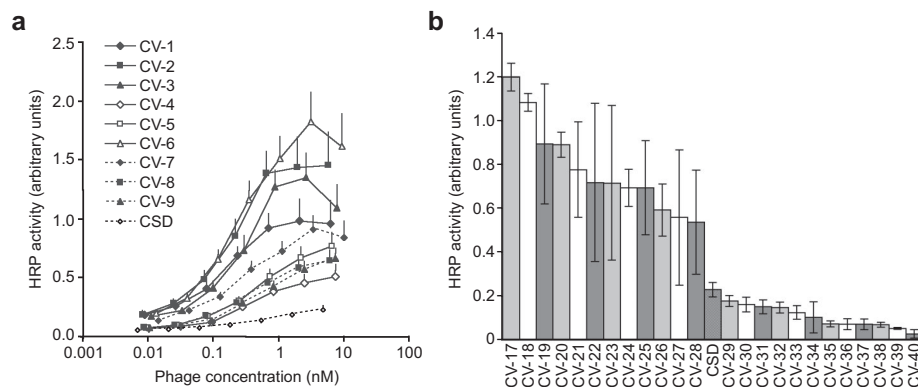 a
HRP activity (arbitrary units)
2.5
2.0
1.5
1.0
0.5
0.0
0.001
0.01
0.1
1
10
100
Phage concentration (nM)
CV-1
CV-2
CV-3
CV-4
CV-5
CV-6
CV-7
CV-8
CV-9
CSD
b
HRP activity (arbitrary units)
1.4
1.2
1.0
0.8
0.6
0.4
0.2
0
CV-17
CV-18
CV-19
CV-20
CV-21
CV-22
CV-23
CV-24
CV-25
CV-26
CV-27
CV-28
CSD
CV-29
CV-30
CV-31
CV-32
CV-33
CV-34
CV-35
CV-36
CV-37
CV-38
CV-39
CV-40